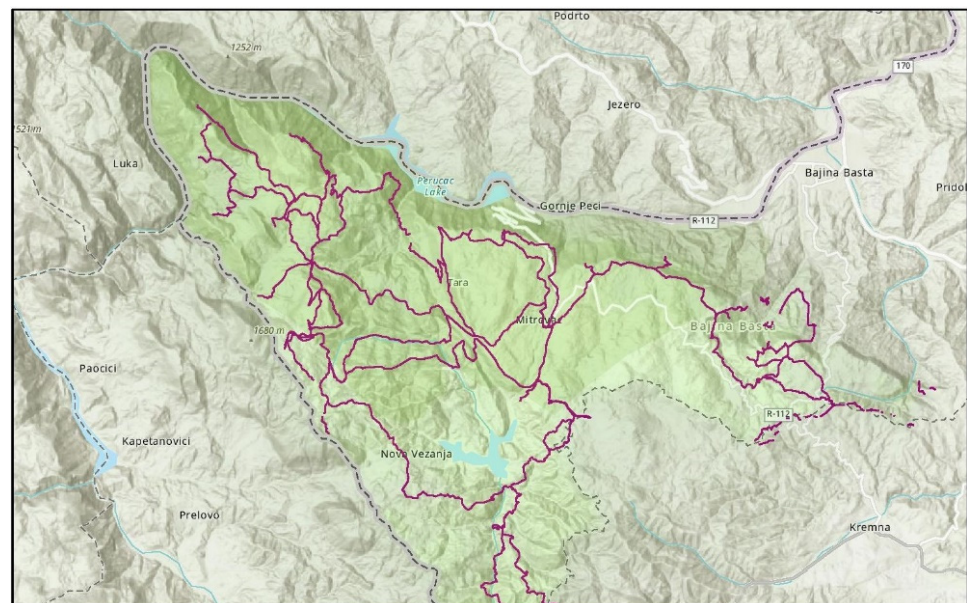 Podrto
1252 m
170
Jezero
1521 m
Luka
Bajina Basta
Perucac
Lake
Pridol
Gornje Peci
R-112
Tara
Mitrovac
1680 m
Bajina Basta
Paocici
R-112
Kapetanovici
Nova Vezanja
Prelovo
Kremna